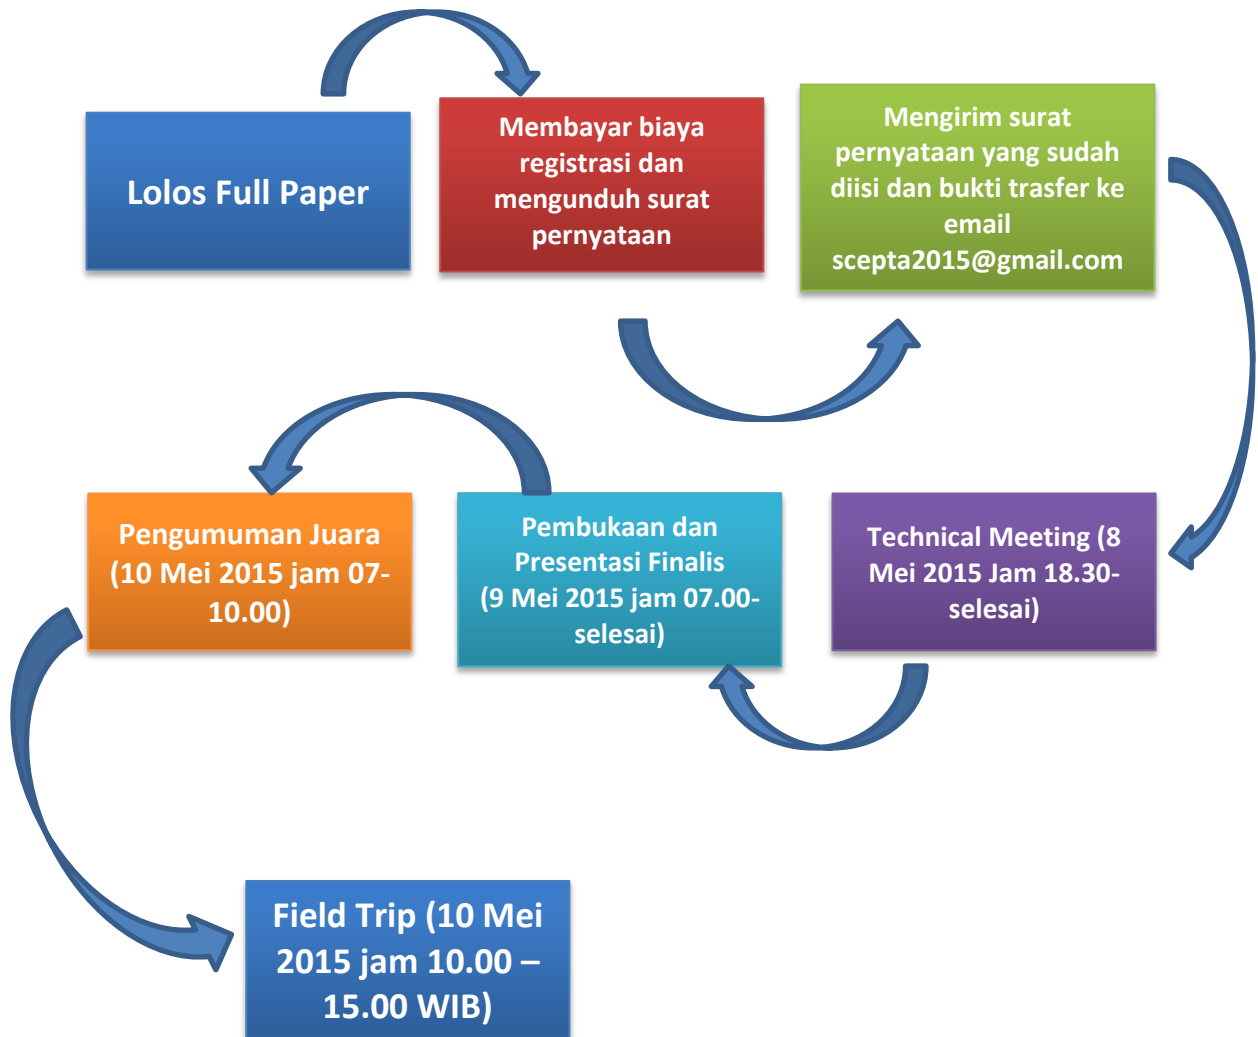 Lolos Full Paper
Membayar biaya
registrasi dan
mengunduh surat
pernyataan
Mengirim surat
pernyataan yang sudah
diisi dan bukti trasfer ke
email
scepta2015@gmail.com
Technical Meeting (8
Mei 2015 Jam 18.30-
selesai)
Pembukaan dan
Presentasi Finalis
(9 Mei 2015 jam 07.00-
selesai)
Pengumuman Juara
(10 Mei 2015 jam 07-
10.00)
Field Trip (10 Mei
2015 jam 10.00 –
15.00 WIB)